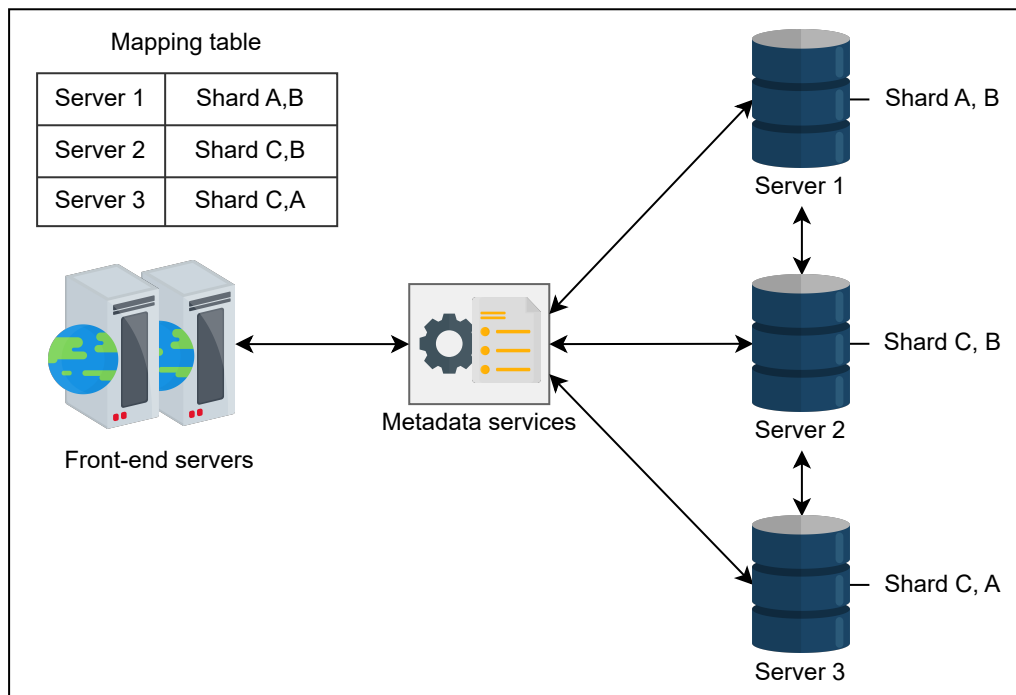 Mapping table
Server 1 Shard A,B
Server 2 Shard C,B
Server 3 Shard C,A
Front-end servers
Metadata services
Shard A, B
Server 1
Shard C, B
Server 2
Shard C, A
Server 3